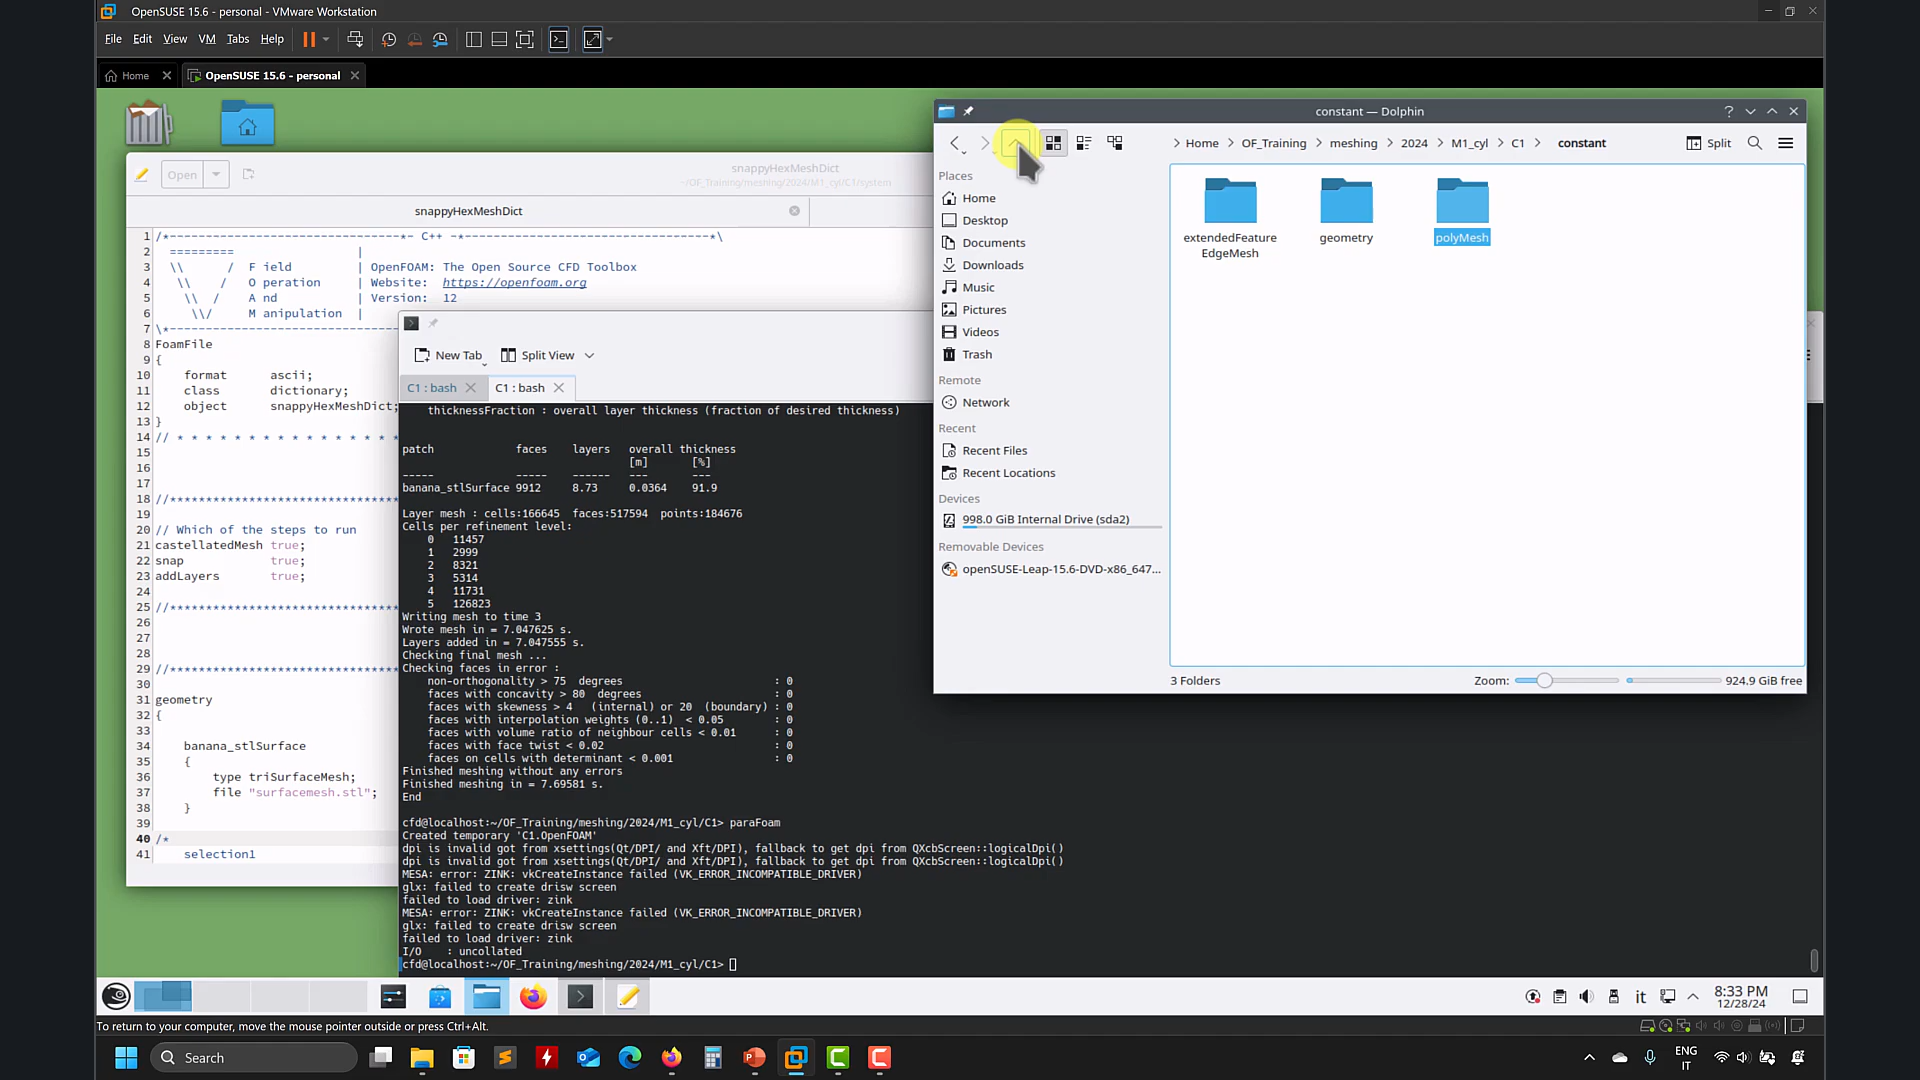 OpenSUSE 15.6 - personal - VMware Workstation
File Edit View VM Tabs Help
Home
OpenSUSE 15.6 - personal
Open
snappyHexMeshDict
~/OF_Training/meshing/2024/M1_cyl/C1/system
snappyHexMeshDict
1 /*--------------------------------*- C++ -*----------------------------------*\
2 ========= |
3 \\ / F ield | OpenFOAM: The Open Source CFD Toolbox
4 \\ / O peration | Website: https://openfoam.org
5 \\ / A nd | Version: 12
6 \\/ M anipulation |
7 \*--------------------------------
8 FoamFile
9 {
10 format ascii;
11 class dictionary;
12 object snappyHexMeshDict;
13 }
14 // * * * * * * * * * * * * * * * *
15
16
17
18 //********************************
19
20 // Which of the steps to run
21 castellatedMesh true;
22 snap true;
23 addLayers true;
24
25 //********************************
26
27
28
29 //********************************
30
31 geometry
32 {
33
34 banana_stlSurface
35 {
36 type triSurfaceMesh;
37 file "surfacemesh.stl";
38 }
39
40 /*
41 selection1
New Tab Split View
C1 : bash C1 : bash
thicknessFraction : overall layer thickness (fraction of desired thickness)
patch faces layers overall thickness
[m] [%]
----- ----- ------ --- ---
banana_stlSurface 9912 8.73 0.0364 91.9
Layer mesh : cells:166645 faces:517594 points:184676
Cells per refinement level:
0 11457
1 2999
2 8321
3 5314
4 11731
5 126823
Writing mesh to time 3
Wrote mesh in = 7.047625 s.
Layers added in = 7.047555 s.
Checking final mesh ...
Checking faces in error :
non-orthogonality > 75 degrees : 0
faces with concavity > 80 degrees : 0
faces with skewness > 4 (internal) or 20 (boundary) : 0
faces with interpolation weights (0..1) < 0.05 : 0
faces with volume ratio of neighbour cells < 0.01 : 0
faces with face twist < 0.02 : 0
faces on cells with determinant < 0.001 : 0
Finished meshing without any errors
Finished meshing in = 7.69581 s.
End
cfd@localhost:~/OF_Training/meshing/2024/M1_cyl/C1> paraFoam
Created temporary 'C1.OpenFOAM'
dpi is invalid got from xsettings(Qt/DPI/ and Xft/DPI), fallback to get dpi from QXcbScreen::logicalDpi()
dpi is invalid got from xsettings(Qt/DPI/ and Xft/DPI), fallback to get dpi from QXcbScreen::logicalDpi()
MESA: error: ZINK: vkCreateInstance failed (VK_ERROR_INCOMPATIBLE_DRIVER)
glx: failed to create drisw screen
failed to load driver: zink
MESA: error: ZINK: vkCreateInstance failed (VK_ERROR_INCOMPATIBLE_DRIVER)
glx: failed to create drisw screen
failed to load driver: zink
I/O : uncollated
cfd@localhost:~/OF_Training/meshing/2024/M1_cyl/C1>
constant — Dolphin
Home > OF_Training > meshing > 2024 > M1_cyl > C1 > constant
Split
Places
Home
Desktop
Documents
Downloads
Music
Pictures
Videos
Trash
Remote
Network
Recent
Recent Files
Recent Locations
Devices
998.0 GiB Internal Drive (sda2)
Removable Devices
openSUSE-Leap-15.6-DVD-x86_647...
extendedFeature
EdgeMesh
geometry
polyMesh
3 Folders
Zoom:
924.9 GiB free
it
8:33 PM
12/28/24
To return to your computer, move the mouse pointer outside or press Ctrl+Alt.
Search
ENG
IT